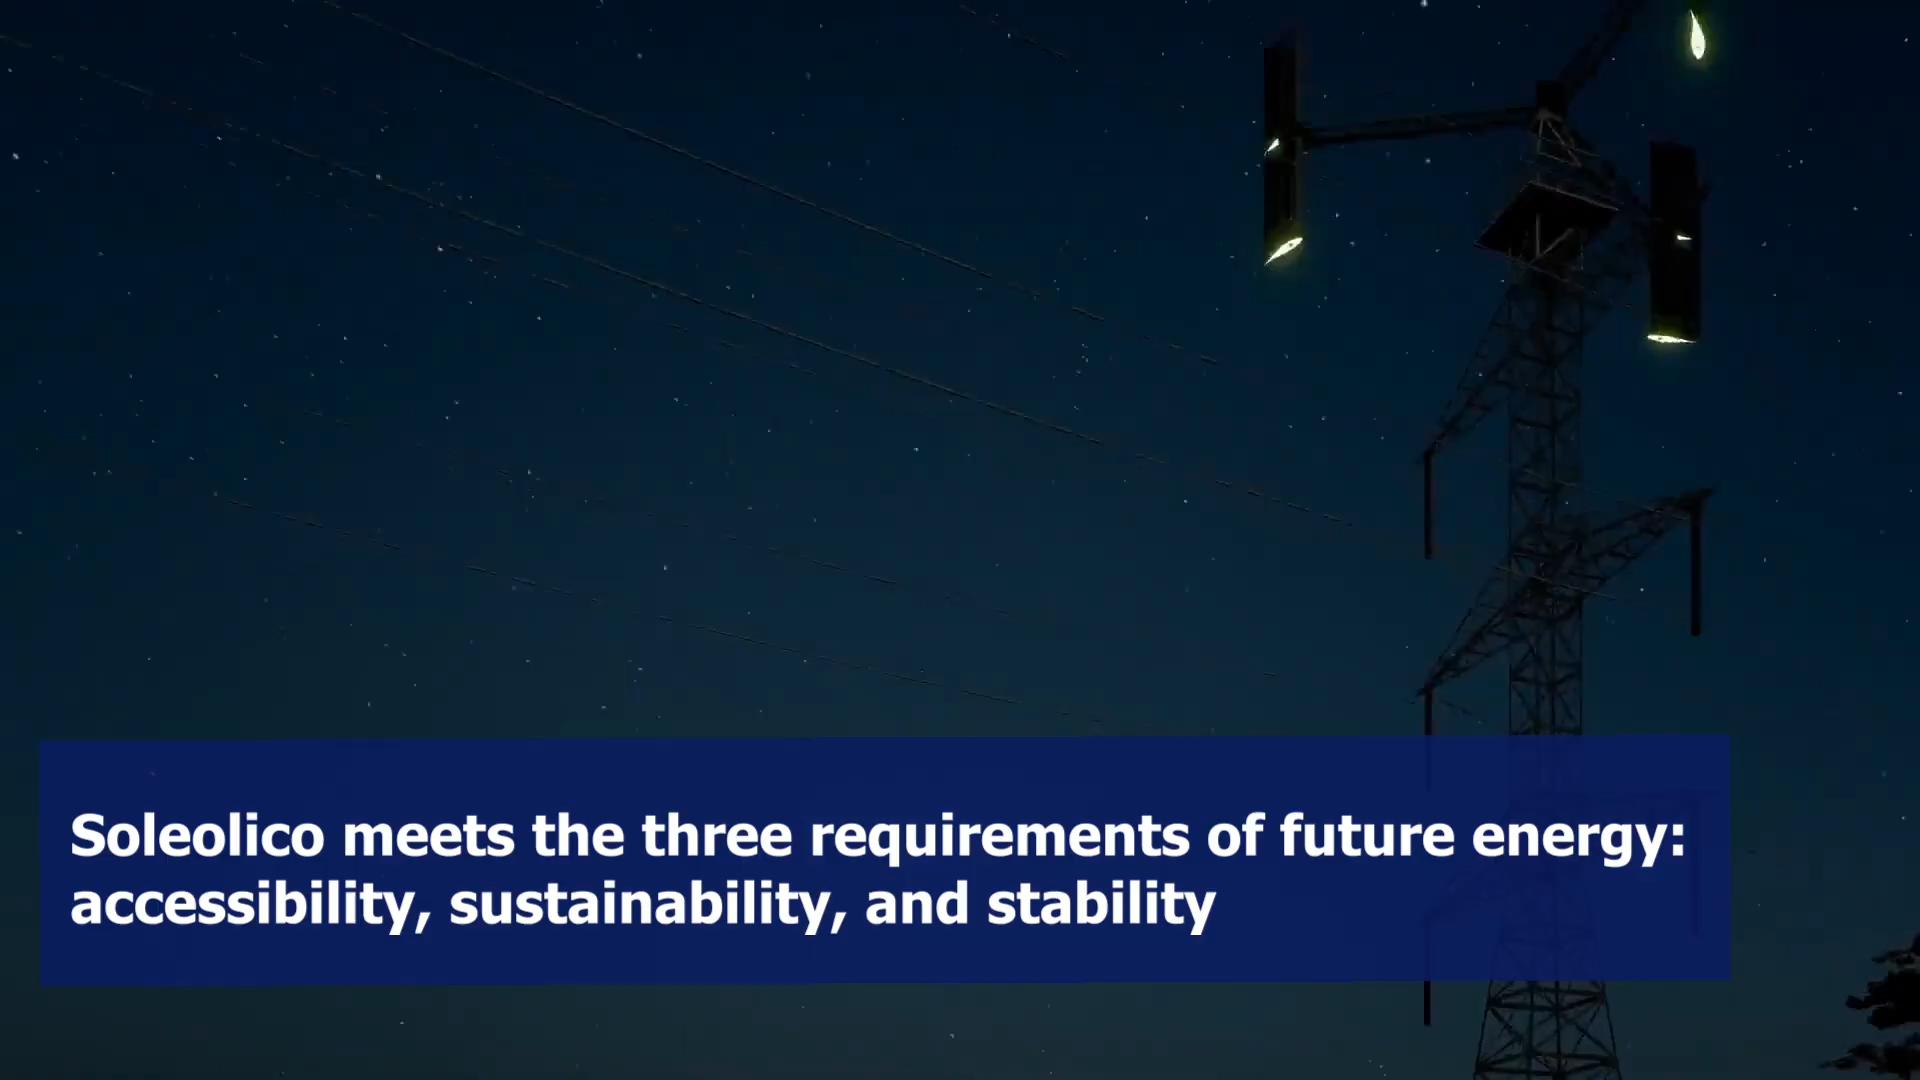 Soleolico meets the three requirements of future energy:
accessibility, sustainability, and stability